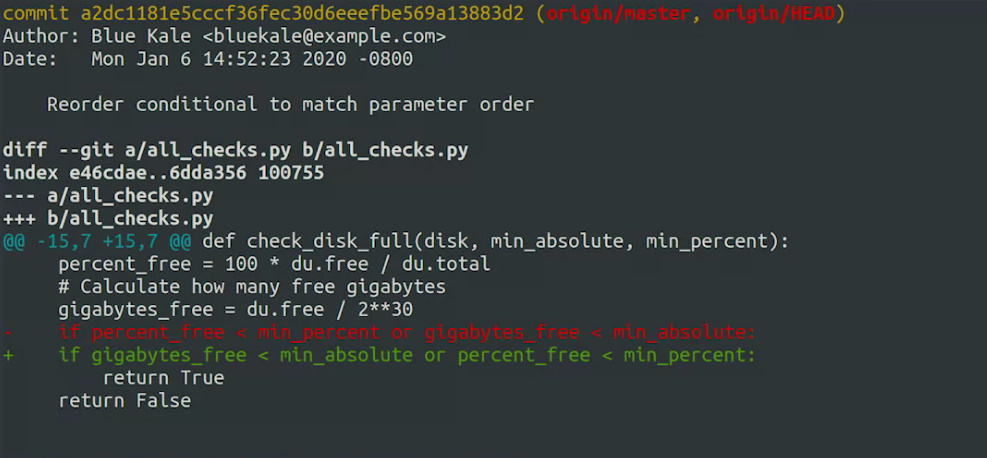 commit a2dc1181e5cccf36fec30d6eeefbe569a13883d2 (origin/master, origin/HEAD)
Author: Blue Kale <bluekale@example.com>
Date:   Mon Jan 6 14:52:23 2020 -0800

    Reorder conditional to match parameter order

diff --git a/all_checks.py b/all_checks.py
index e46cdae..6dda356 100755
--- a/all_checks.py
+++ b/all_checks.py
@@ -15,7 +15,7 @@ def check_disk_full(disk, min_absolute, min_percent):
     percent_free = 100 * du.free / du.total
     # Calculate how many free gigabytes
     gigabytes_free = du.free / 2**30
-    if percent_free < min_percent or gigabytes_free < min_absolute:
+    if gigabytes_free < min_absolute or percent_free < min_percent:
         return True
     return False